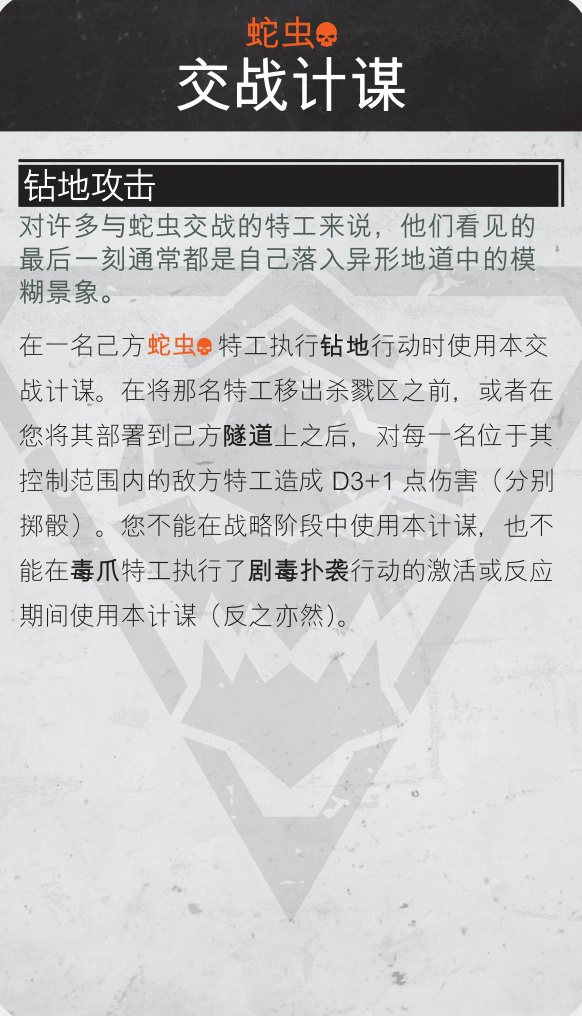 蛇虫
交战计谋
钻地攻击
对许多与蛇虫交战的特工来说，他们看见的
最后一刻通常都是自己落入异形地道中的模
糊景象。
在一名己方蛇虫特工执行钻地行动时使用本交
战计谋。在将那名特工移出杀戮区之前，或者在
您将其部署到己方隧道上之后，对每一名位于其
控制范围内的敌方特工造成 D3+1 点伤害（分别
掷骰）。您不能在战略阶段中使用本计谋，也不
能在毒爪特工执行了剧毒扑袭行动的激活或反应
期间使用本计谋（反之亦然）。